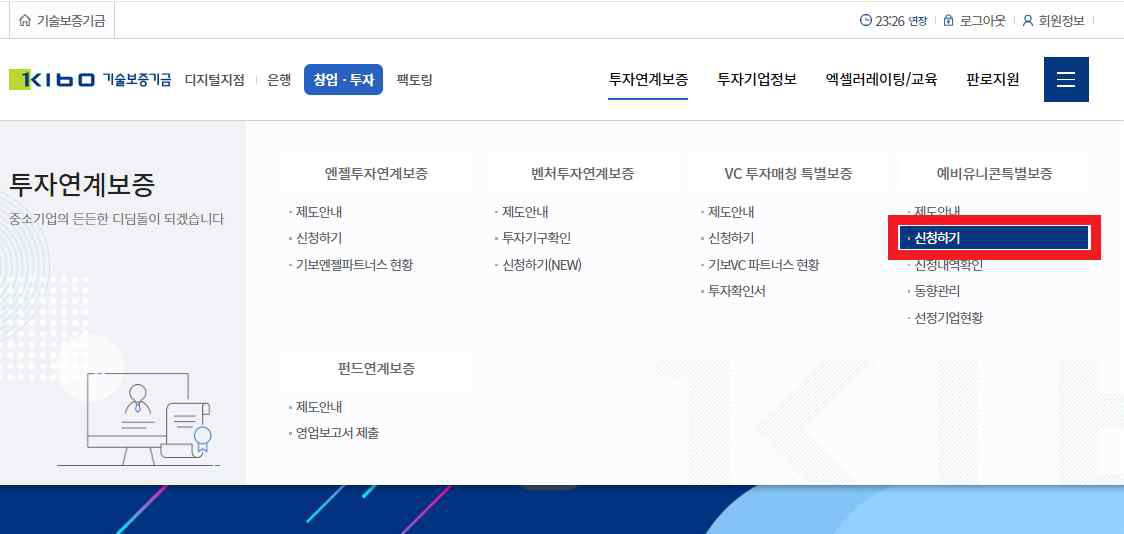 기술보증기금
23:26 연장
로그아웃
회원정보
KIBO 기술보증기금
디지털지점
은행
창업 · 투자
팩토링
투자연계보증
투자기업정보
엑셀러레이팅/교육
판로지원
투자연계보증
중소기업의 든든한 디딤돌이 되겠습니다
엔젤투자연계보증
· 제도안내
· 신청하기
· 기보엔젤파트너스 현황
벤처투자연계보증
· 제도안내
· 투자기구확인
· 신청하기(NEW)
VC 투자매칭 특별보증
· 제도안내
· 신청하기
· 기보VC 파트너스 현황
· 투자확인서
예비유니콘특별보증
· 제도안내
· 신청하기
· 신청내역확인
· 동향관리
· 선정기업현황
펀드연계보증
· 제도안내
· 영업보고서 제출